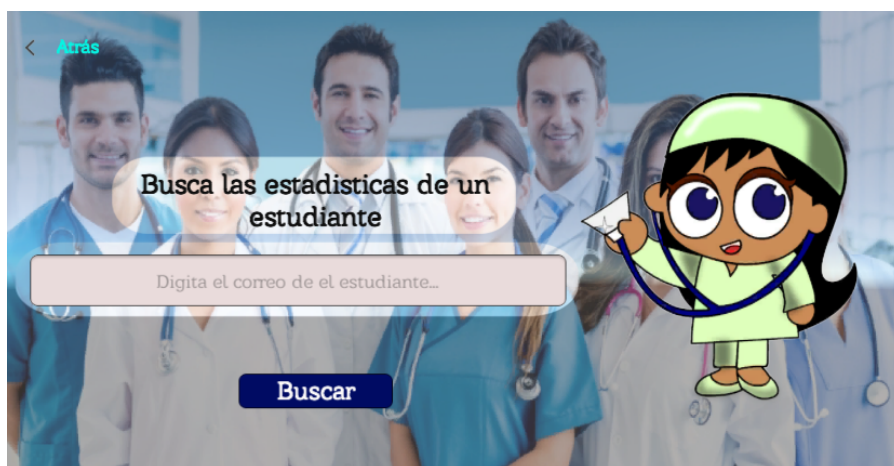 Atrás
Busca las estadisticas de un
estudiante
Digita el correo de el estudiante...
Buscar